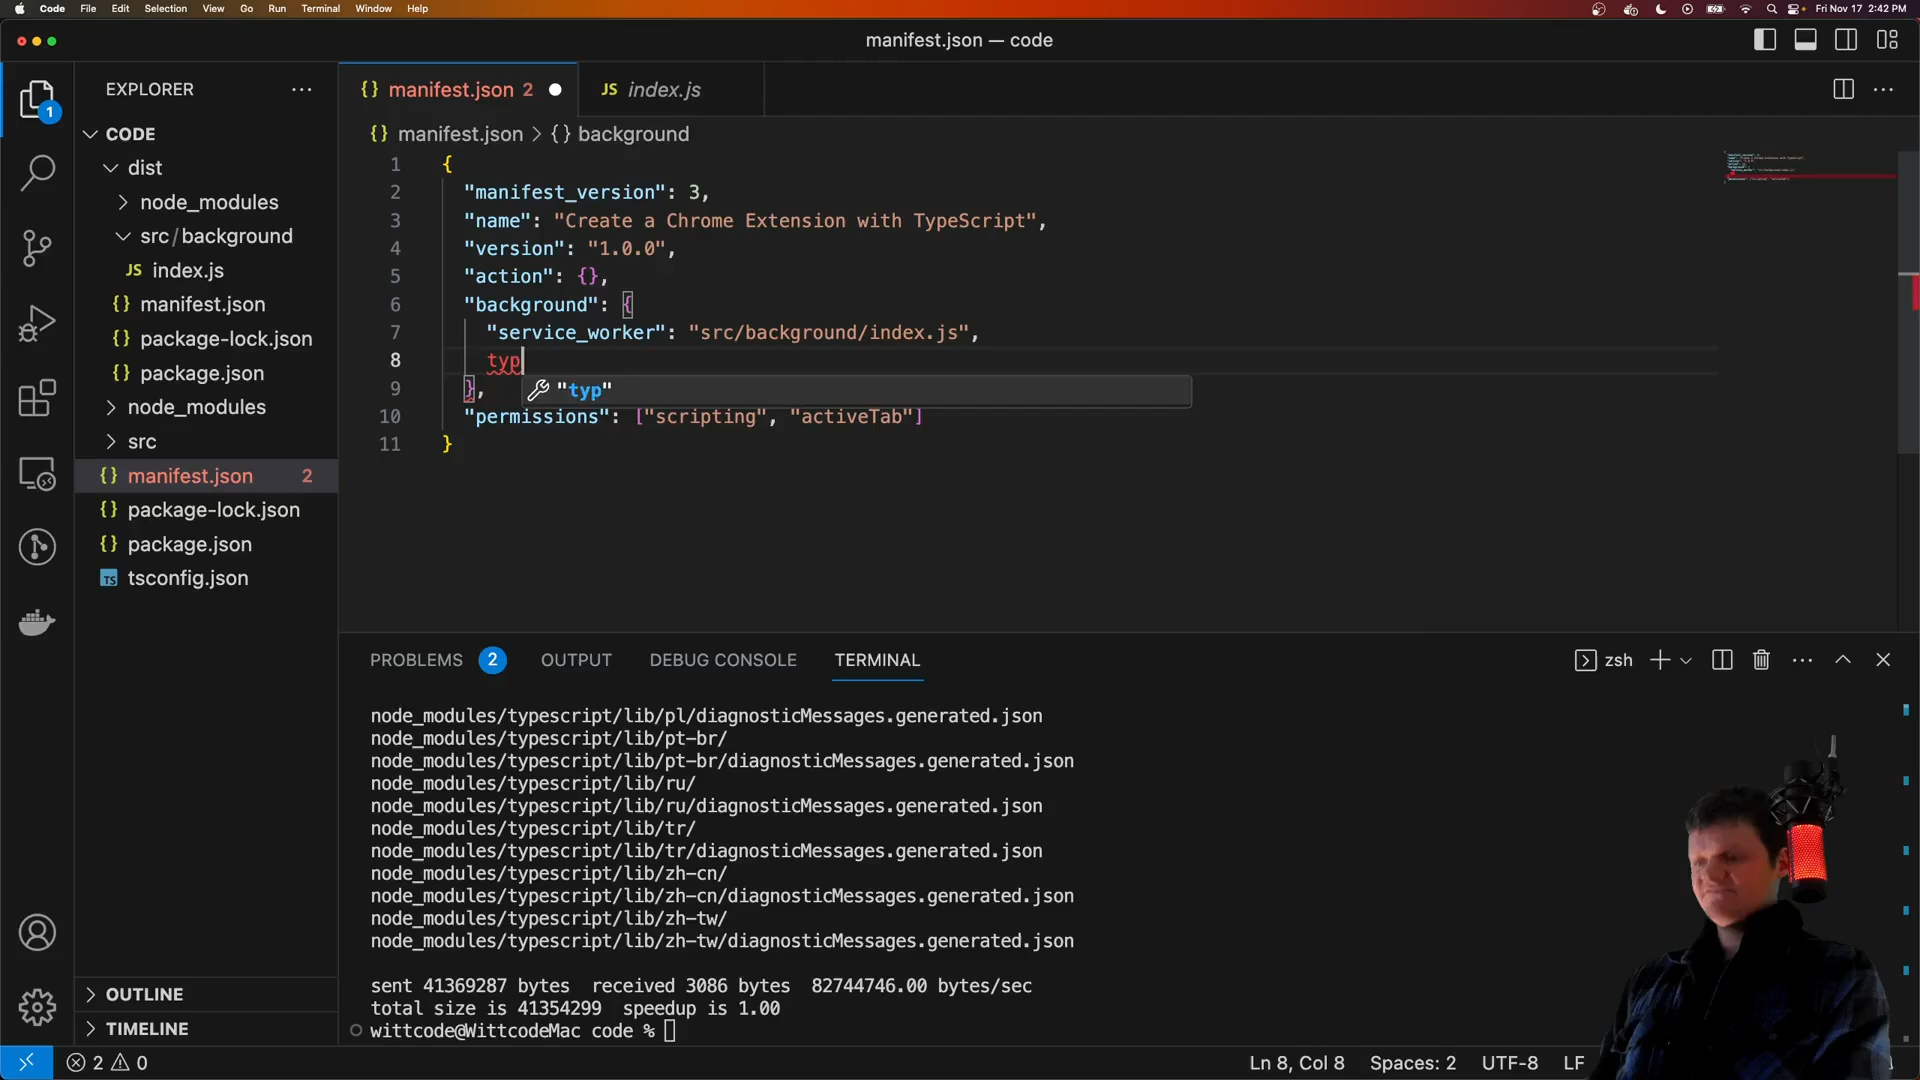 Code File Edit Selection View Go Run Terminal Window Help Fri Nov 17 2:42 PM
manifest.json — code
EXPLORER
1
CODE
dist
node_modules
src/background
JS index.js
{} manifest.json
{} package-lock.json
{} package.json
node_modules
src
{} manifest.json 2
{} package-lock.json
{} package.json
TS tsconfig.json
OUTLINE
TIMELINE
{} manifest.json 2
JS index.js
{} manifest.json > {} background
1 {
2 "manifest_version": 3,
3 "name": "Create a Chrome Extension with TypeScript",
4 "version": "1.0.0",
5 "action": {},
6 "background": {
7 "service_worker": "src/background/index.js",
8 typ
"typ"
9 },
10 "permissions": ["scripting", "activeTab"]
11 }
PROBLEMS 2 OUTPUT DEBUG CONSOLE TERMINAL zsh
node_modules/typescript/lib/pl/diagnosticMessages.generated.json
node_modules/typescript/lib/pt-br/
node_modules/typescript/lib/pt-br/diagnosticMessages.generated.json
node_modules/typescript/lib/ru/
node_modules/typescript/lib/ru/diagnosticMessages.generated.json
node_modules/typescript/lib/tr/
node_modules/typescript/lib/tr/diagnosticMessages.generated.json
node_modules/typescript/lib/zh-cn/
node_modules/typescript/lib/zh-cn/diagnosticMessages.generated.json
node_modules/typescript/lib/zh-tw/
node_modules/typescript/lib/zh-tw/diagnosticMessages.generated.json
sent 41369287 bytes received 3086 bytes 82744746.00 bytes/sec
total size is 41354299 speedup is 1.00
wittcode@WittcodeMac code %
2 0 Ln 8, Col 8 Spaces: 2 UTF-8 LF